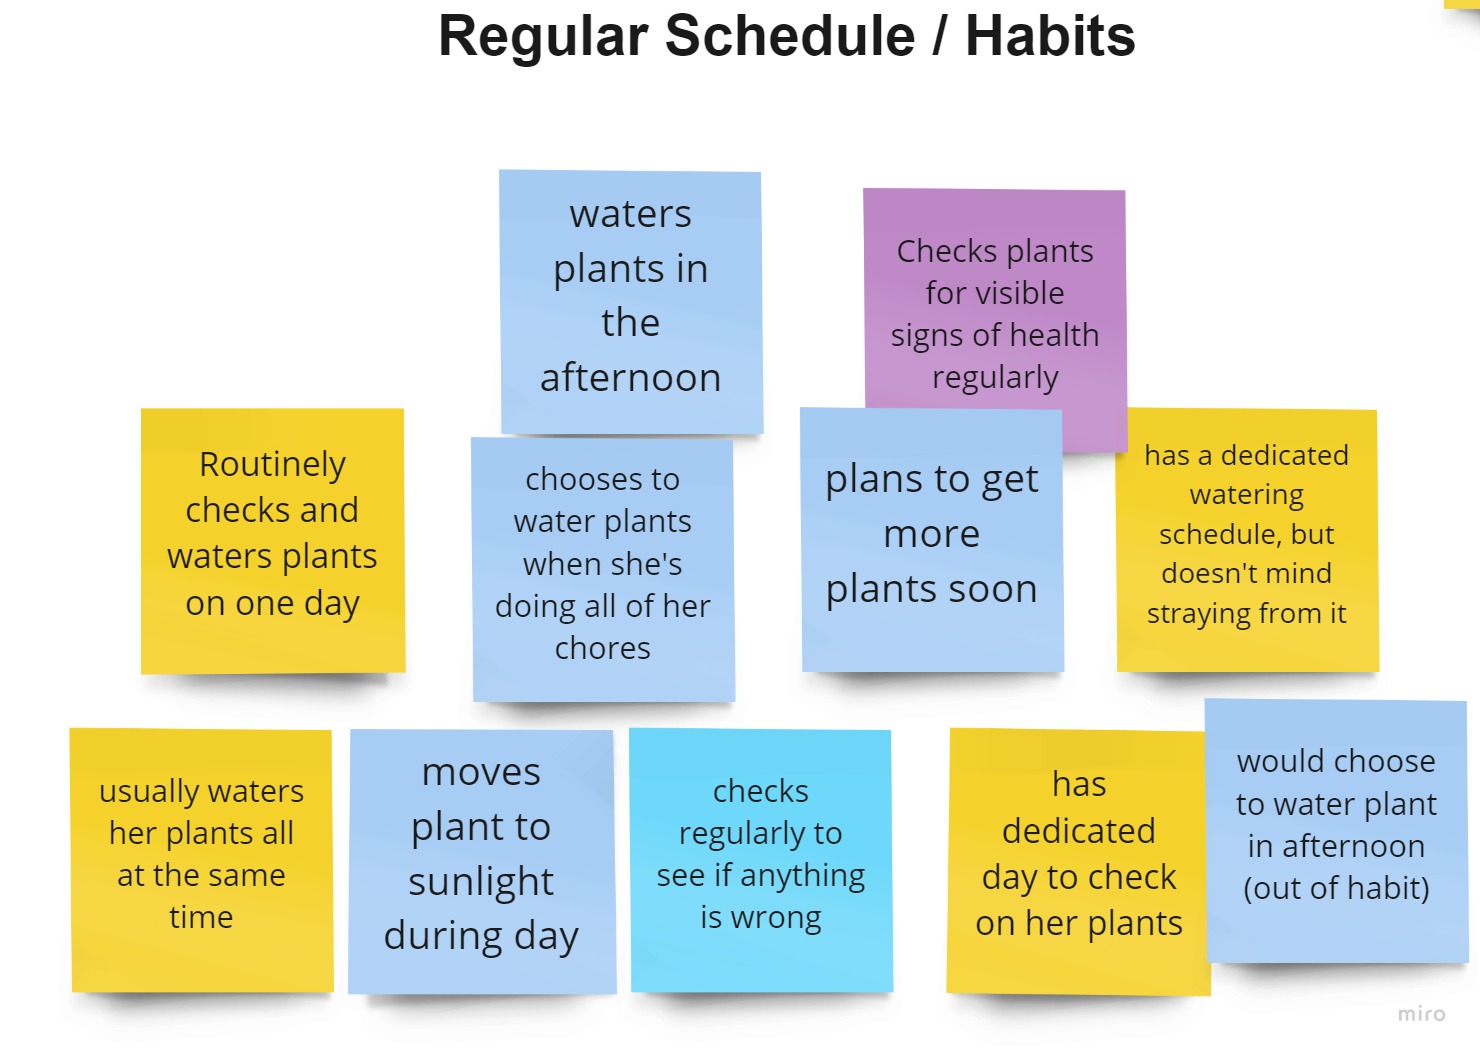 Regular Schedule / Habits
waters
plants in
the
afternoon
Checks plants
for visible
signs of health
regularly
Routinely
checks and
waters plants
on one day
chooses to
water plants
when she's
doing all of her
chores
plans to get
more
plants soon
has a dedicated
watering
schedule, but
doesn't mind
straying from it
usually waters
her plants all
at the same
time
moves
plant to
sunlight
during day
checks
regularly to
see if anything
is wrong
has
dedicated
day to check
on her plants
would choose
to water plant
in afternoon
(out of habit)
miro